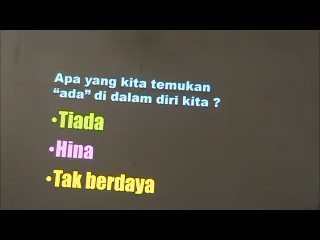 Apa yang kita temukan
“ada” di dalam diri kita ?
•Tiada
•Hina
•Tak berdaya